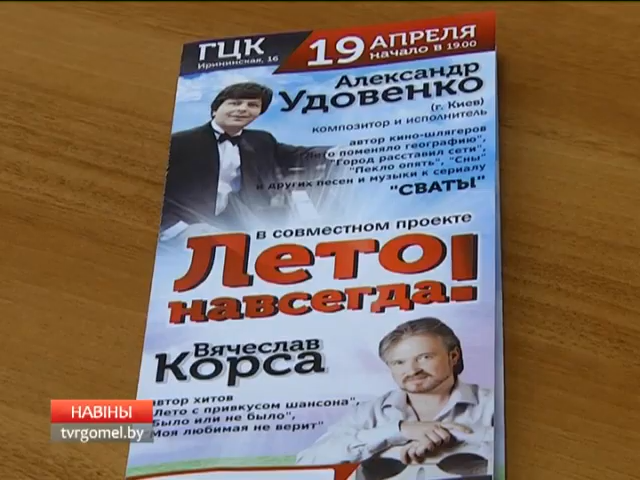 ГЦК
Ирининская, 16
19 АПРЕЛЯ
начало в 19.00
Александр
Удовенко
(г. Киев)
композитор и исполнитель
автор кино-шлягеров
"Лето поменяло географию",
"Город расставил сети",
"Пекло опять", "Сны"
и других песен и музыки к сериалу
"СВАТЫ"
в совместном проекте
Лето
навсегда!
Вячеслав
Корса
автор хитов
"Лето с привкусом шансона",
"Было или не было",
"Моя любимая не верит"
НАВІНЫ
tvrgomel.by